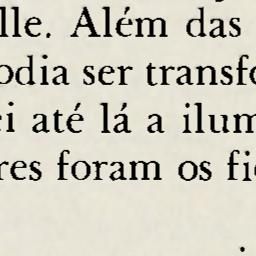 lle. Além das
odia ser transfo
ei até lá a ilum
res foram os fi
.